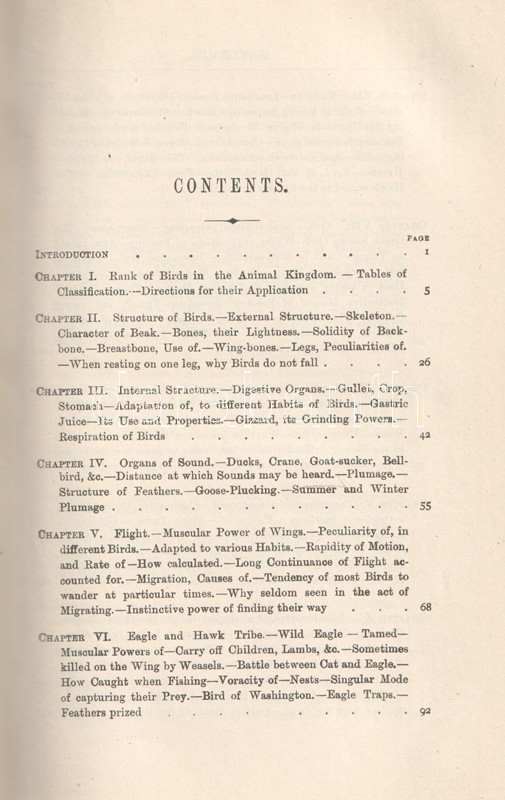 CONTENTS.
PAGE
INTRODUCTION . . . . . . . . . . . 1
CHAPTER I. Rank of Birds in the Animal Kingdom. — Tables of
Classification.—Directions for their Application . . . . 5
CHAPTER II. Structure of Birds.—External Structure.—Skeleton.—
Character of Beak.—Bones, their Lightness.—Solidity of Back-
bone.—Breastbone, Use of.—Wing-bones.—Legs, Peculiarities of.
—When resting on one leg, why Birds do not fall . . . . 26
CHAPTER III. Internal Structure.—Digestive Organs.—Gullet, Crop,
Stomach—Adaptation of, to different Habits of Birds.—Gastric
Juice—Its Use and Properties.—Gizzard, its Grinding Powers.—
Respiration of Birds . . . . . . . . . 42
CHAPTER IV. Organs of Sound.—Ducks, Crane, Goat-sucker, Bell-
bird, &c.—Distance at which Sounds may be heard.—Plumage.—
Structure of Feathers.—Goose-Plucking.—Summer and Winter
Plumage . . . . . . . . . . . . 55
CHAPTER V. Flight.—Muscular Power of Wings.—Peculiarity of, in
different Birds.—Adapted to various Habits.—Rapidity of Motion,
and Rate of—How calculated.—Long Continuance of Flight ac-
counted for.—Migration, Causes of.—Tendency of most Birds to
wander at particular times.—Why seldom seen in the act of
Migrating.—Instinctive power of finding their way . . . 68
CHAPTER VI. Eagle and Hawk Tribe.—Wild Eagle — Tamed—
Muscular Powers of—Carry off Children, Lambs, &c.—Sometimes
killed on the Wing by Weasels.—Battle between Cat and Eagle.—
How Caught when Fishing—Voracity of—Nests—Singular Mode
of capturing their Prey.—Bird of Washington.—Eagle Traps.—
Feathers prized . . . . . . . . . 92